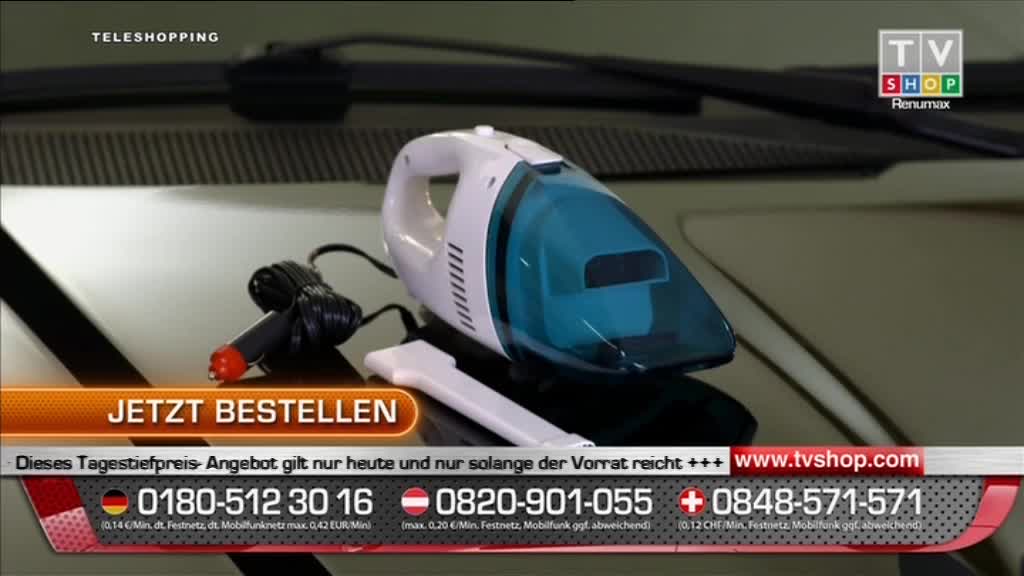 TELESHOPPING
TV
SHOP
Renumax
JETZT BESTELLEN
Dieses Tagestiefpreis- Angebot gilt nur heute und nur solange der Vorrat reicht +++
www.tvshop.com
0180-512 30 16 0820-901-055 0848-571-571
(0,14 €/Min. dt. Festnetz, dt. Mobilfunknetz max. 0,42 EUR/Min) (max. 0,20 €/Min. Festnetz, Mobilfunk ggf. abweichend) (0,12 CHF/Min. Festnetz, Mobilfunk ggf. abweichend)